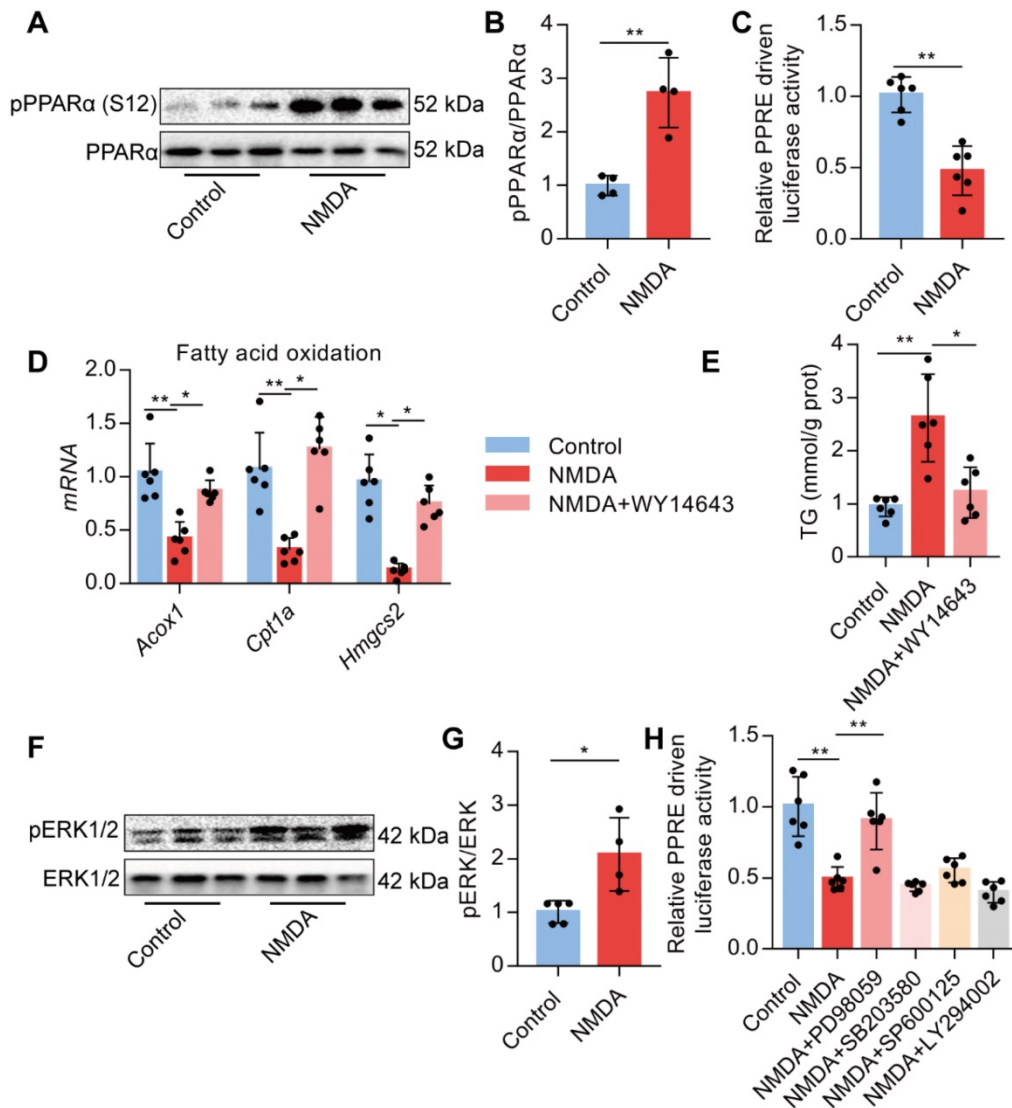 A
pPPARα (S12)
52 kDa
PPARα
52 kDa
Control
NMDA
B
pPPARα/PPARα
4
3
2
1
0
**
Control
NMDA
C
Relative PPRE driven
luciferase activity
1.5
1.0
0.5
0.0
**
Control
NMDA
D
Fatty acid oxidation
mRNA
2.0
1.5
1.0
0.5
0.0
** *
** *
* *
Acox1
Cpt1a
Hmgcs2
Control
NMDA
NMDA+WY14643
E
TG (mmol/g prot)
4
3
2
1
0
** *
Control
NMDA
NMDA+WY14643
F
pERK1/2
42 kDa
ERK1/2
42 kDa
Control
NMDA
G
pERK/ERK
4
3
2
1
0
*
Control
NMDA
H
Relative PPRE driven
luciferase activity
1.5
1.0
0.5
0.0
** **
Control
NMDA
NMDA+PD98059
NMDA+SB203580
NMDA+SP600125
NMDA+LY294002